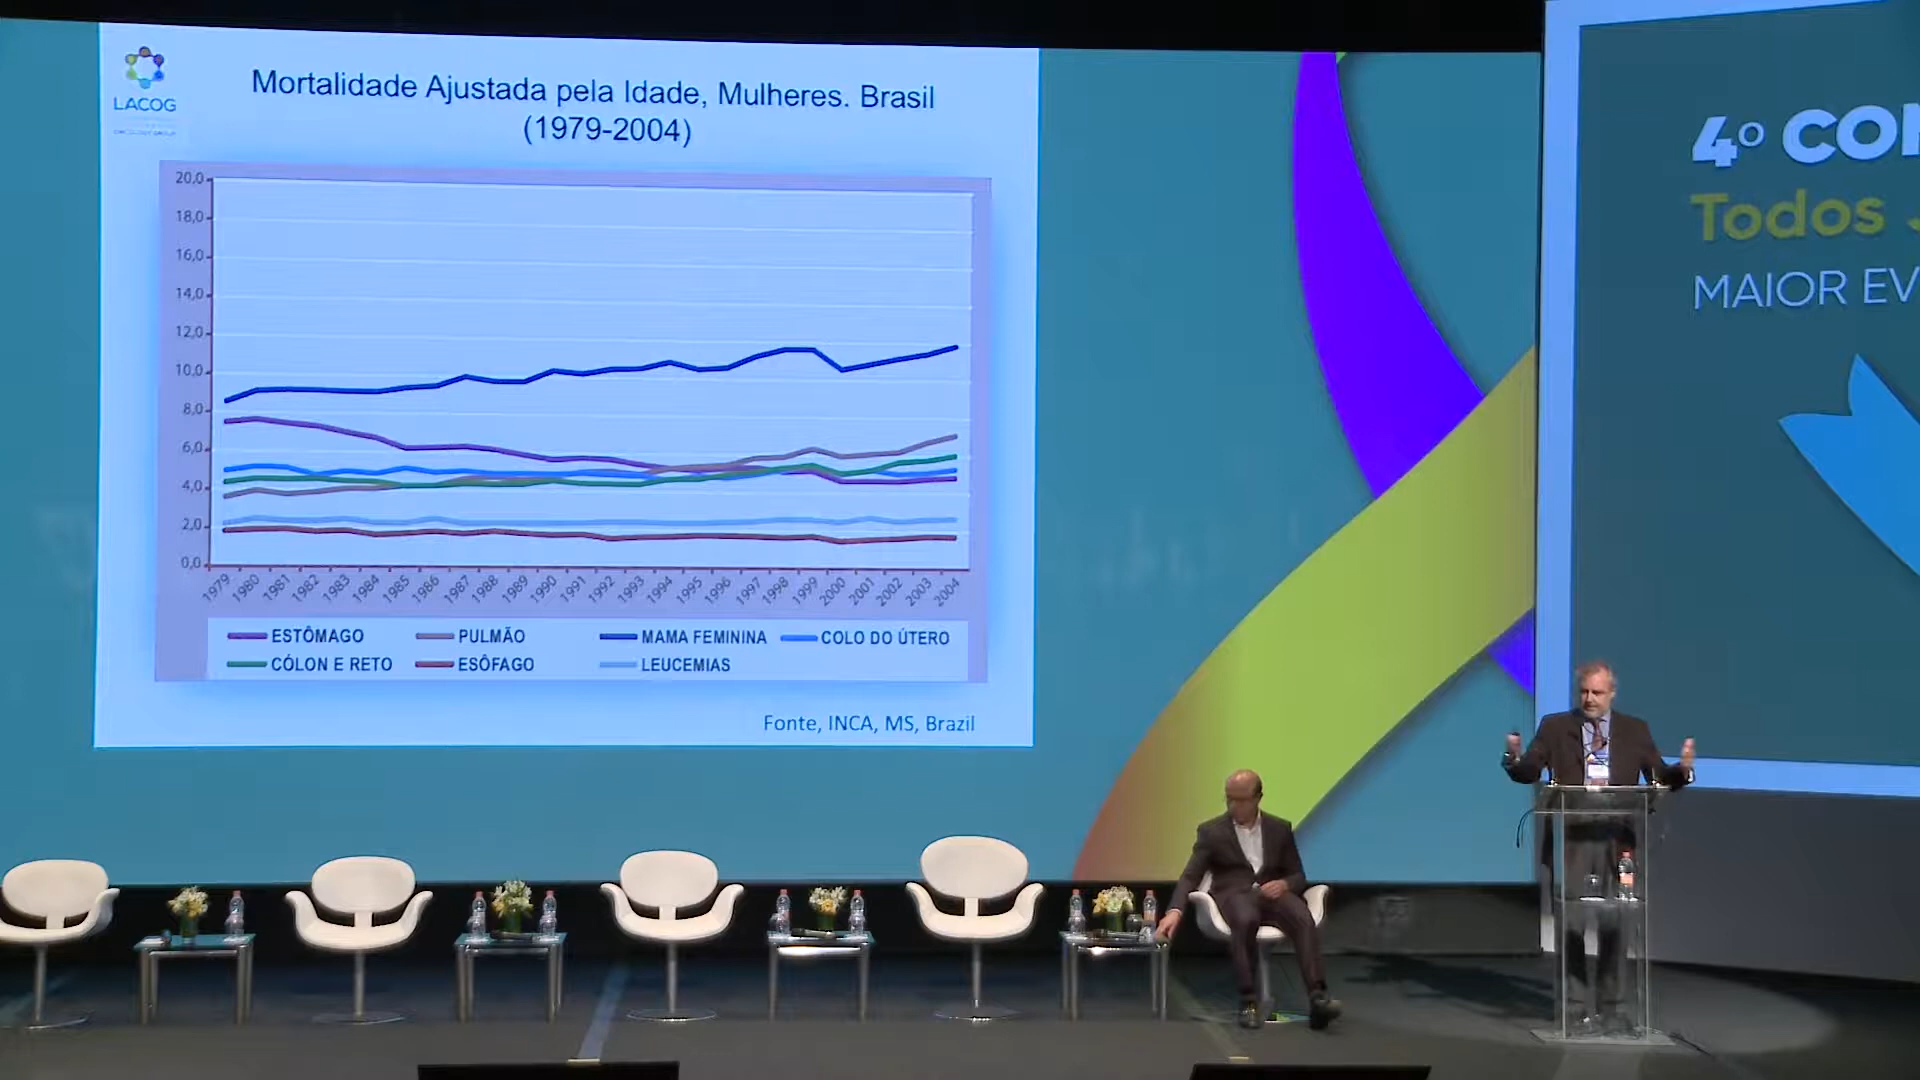 LACOG
ONCOLOGY GROUP
Mortalidade Ajustada pela Idade, Mulheres. Brasil
(1979-2004)
20,0
18,0
16,0
14,0
12,0
10,0
8,0
6,0
4,0
2,0
0,0
1979 1980 1981 1982 1983 1984 1985 1986 1987 1988 1989 1990 1991 1992 1993 1994 1995 1996 1997 1998 1999 2000 2001 2002 2003 2004
ESTÔMAGO PULMÃO MAMA FEMININA COLO DO ÚTERO
CÓLON E RETO ESÔFAGO LEUCEMIAS
Fonte, INCA, MS, Brazil
4º CON
Todos
MAIOR EV